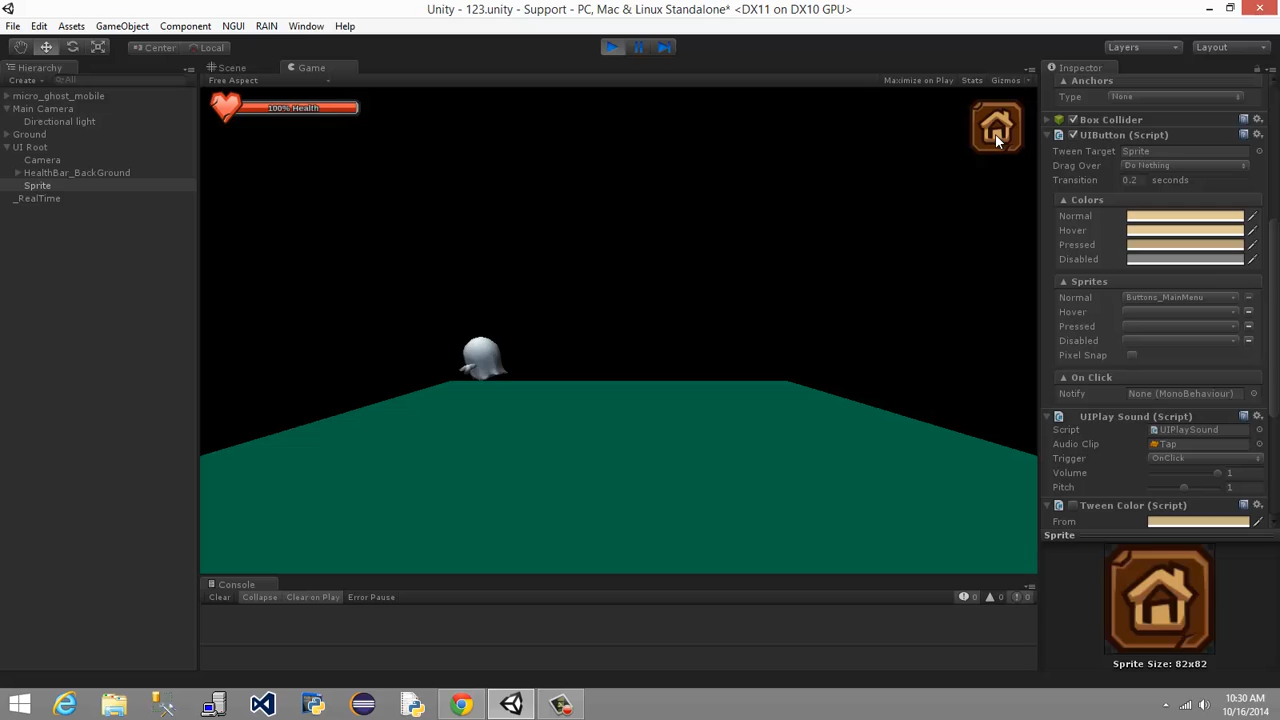 Unity - 123.unity - Support - PC, Mac & Linux Standalone* <DX11 on DX10 GPU>
File Edit Assets GameObject Component NGUI RAIN Window Help
Center Local Layers Layout
Hierarchy Scene Game Inspector
Create All Free Aspect Maximize on Play Stats Gizmos
micro_ghost_mobile
Main Camera
Directional light
Ground
UI Root
Camera
HealthBar_BackGround
Sprite
_RealTime
100% Health
Anchors
Type None
Box Collider
UIButton (Script)
Tween Target Sprite
Drag Over Do Nothing
Transition 0.2 seconds
Colors
Normal
Hover
Pressed
Disabled
Sprites
Normal Buttons_MainMenu
Hover
Pressed
Disabled
Pixel Snap
On Click
Notify None (MonoBehaviour)
UIPlay Sound (Script)
Script UIPlaySound
Audio Clip Tap
Trigger OnClick
Volume 1
Pitch 1
Tween Color (Script)
From
Sprite
Sprite Size: 82x82
Console
Clear Collapse Clear on Play Error Pause 0 0 0
10:30 AM
10/16/2014